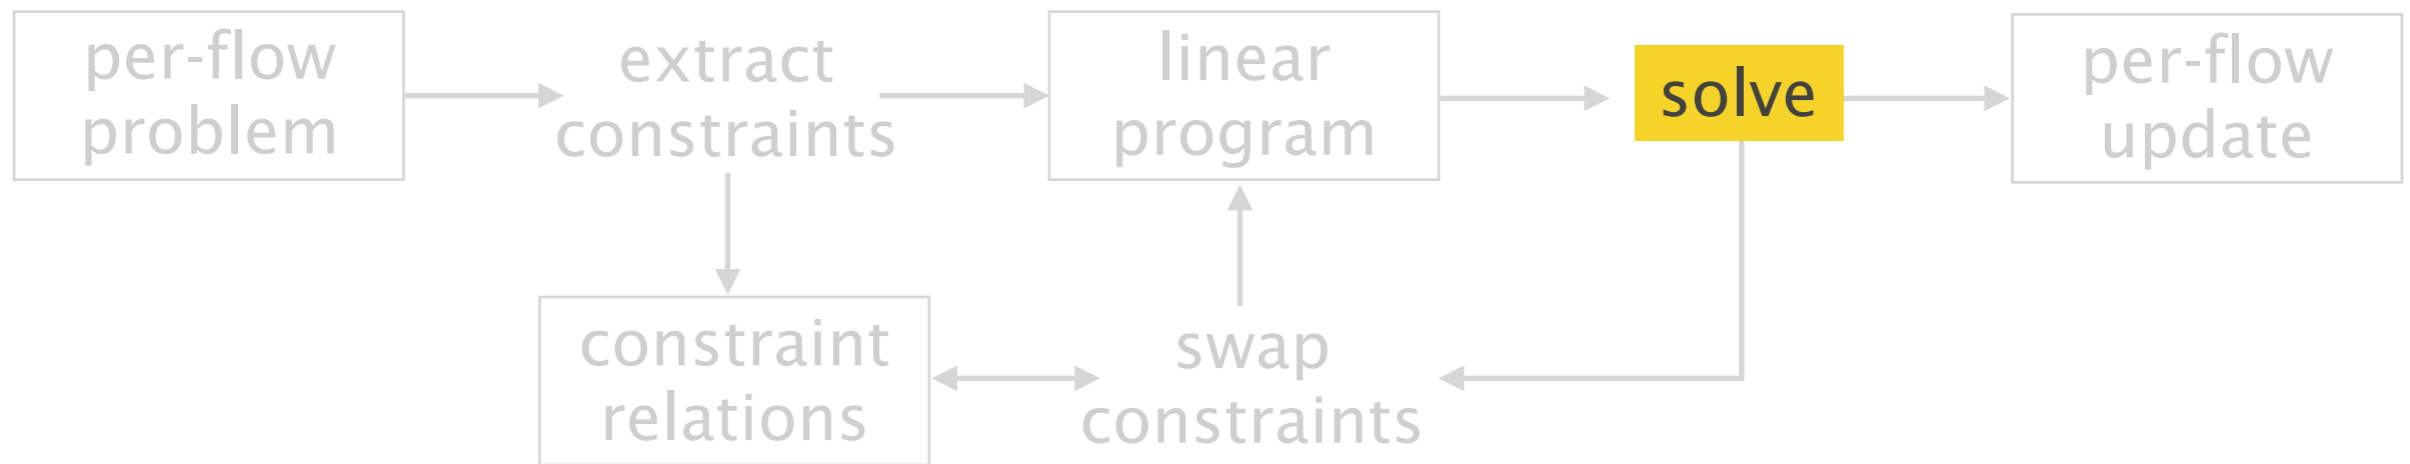 per-flow
problem
extract
constraints
linear
program
solve
per-flow
update
constraint
relations
swap
constraints